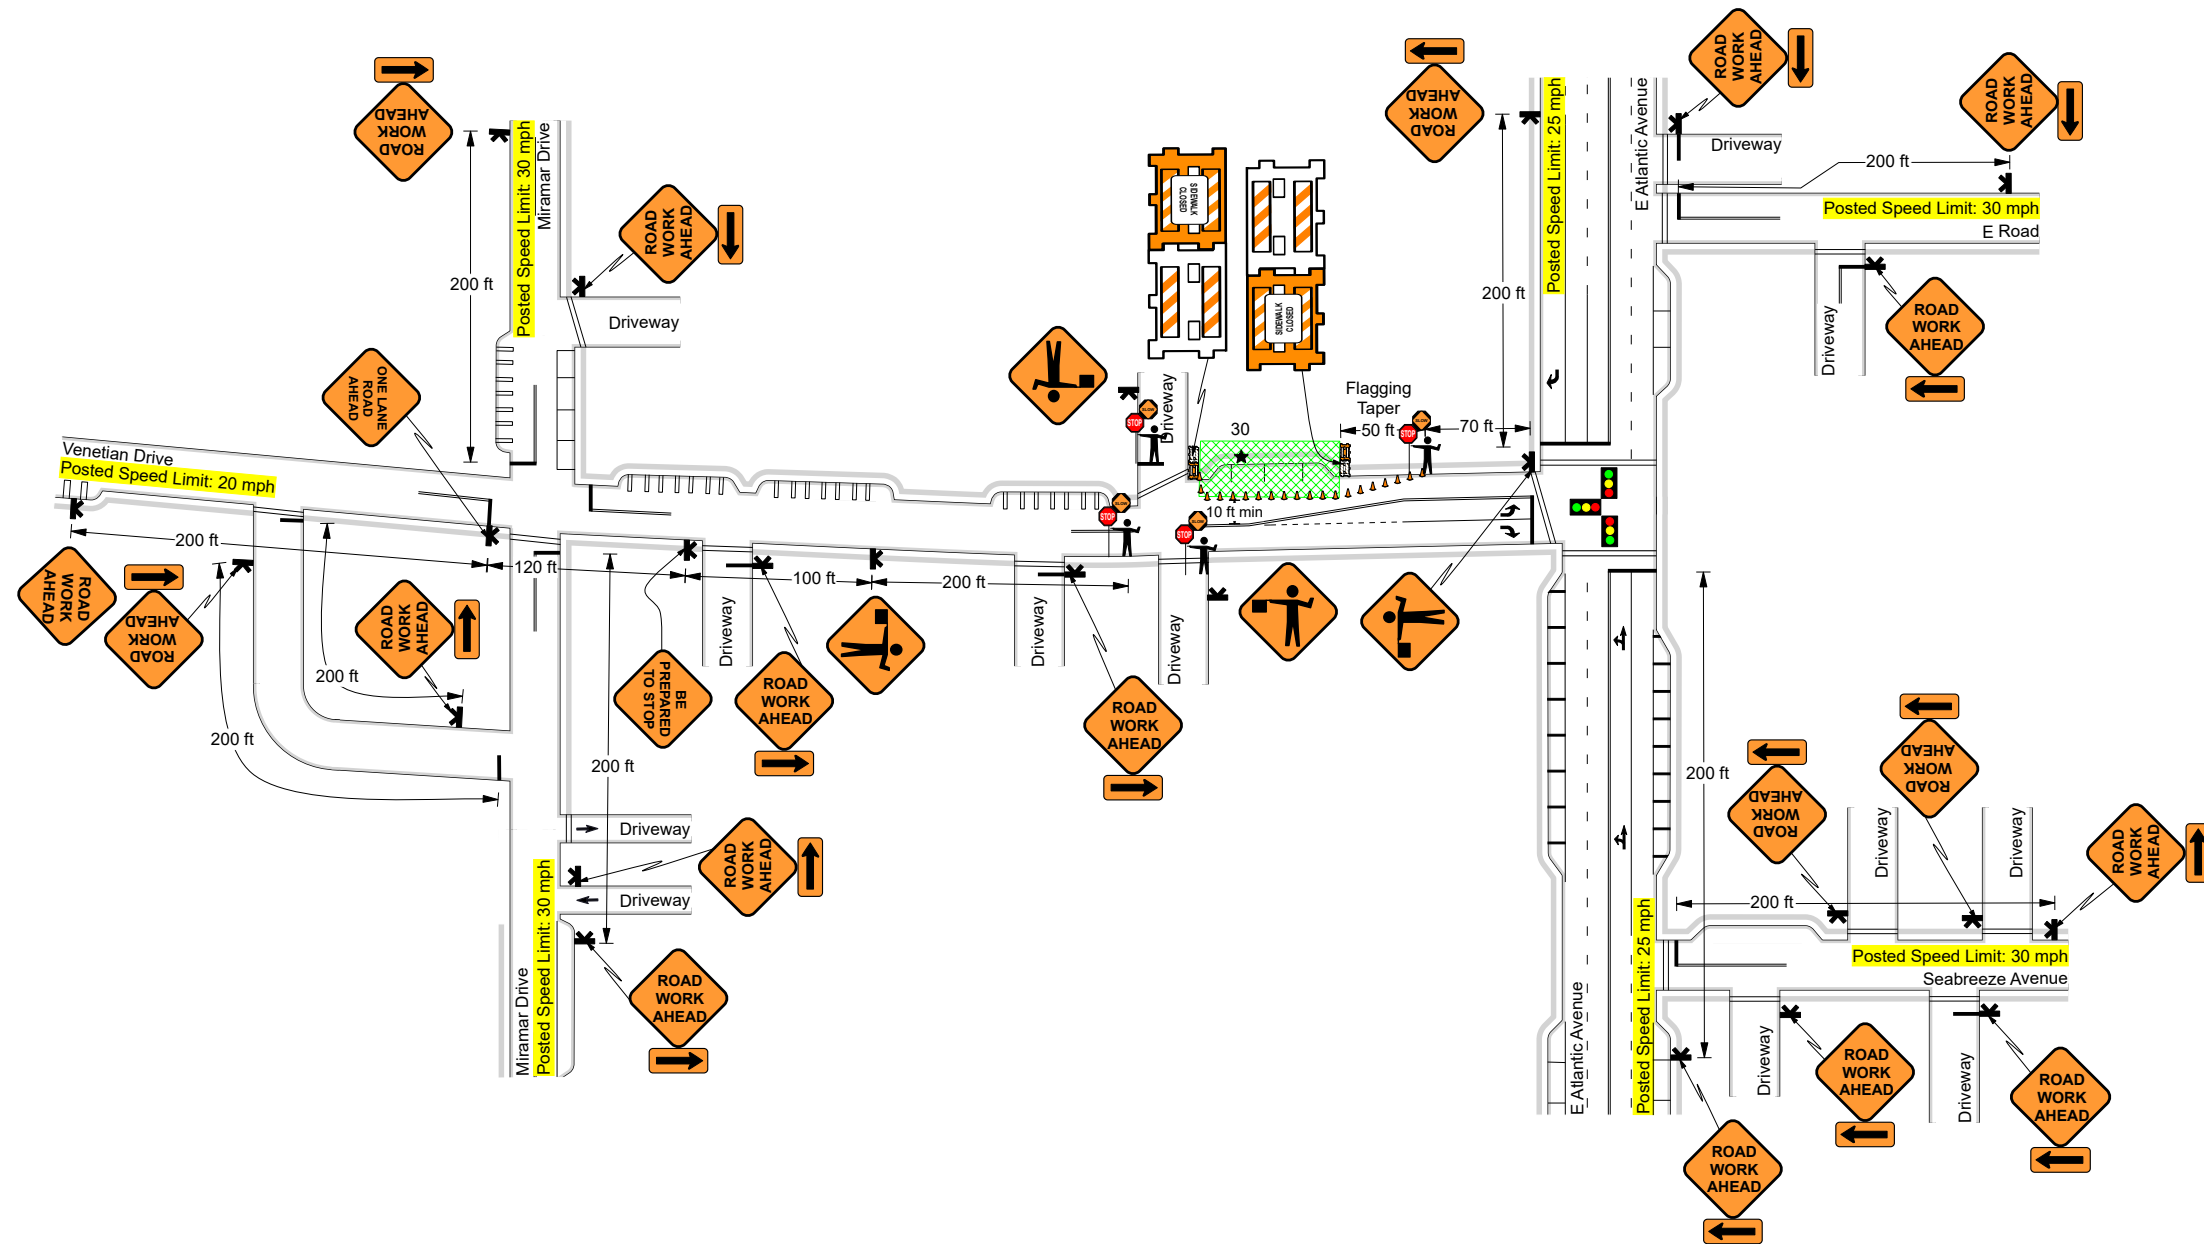 ROAD
WORK
AHEAD
Posted Speed Limit: 30 mph
Miramar Drive
200 ft
ROAD
WORK
AHEAD
Driveway
ONE LANE
ROAD
AHEAD
Venetian Drive
Posted Speed Limit: 20 mph
200 ft
120 ft
100 ft
200 ft
ROAD
WORK
AHEAD
ROAD
WORK
AHEAD
ROAD
WORK
AHEAD
200 ft
200 ft
BE
PREPARED
TO STOP
Driveway
ROAD
WORK
AHEAD
200 ft
Driveway
Driveway
ROAD
WORK
AHEAD
Miramar Drive
Posted Speed Limit: 30 mph
ROAD
WORK
AHEAD
Driveway
ROAD
WORK
AHEAD
Driveway
SIDEWALK
CLOSED
SIDEWALK
CLOSED
Driveway
STOP
SLOW
30
Flagging
Taper
50 ft
STOP
SLOW
70 ft
STOP
SLOW
STOP
SLOW
10 ft min
ROAD
WORK
AHEAD
200 ft
Posted Speed Limit: 25 mph
E Atlantic Avenue
ROAD
WORK
AHEAD
Driveway
ROAD
WORK
AHEAD
200 ft
Posted Speed Limit: 30 mph
E Road
Driveway
ROAD
WORK
AHEAD
200 ft
E Atlantic Avenue
Posted Speed Limit: 25 mph
ROAD
WORK
AHEAD
ROAD
WORK
AHEAD
Driveway
Driveway
ROAD
WORK
AHEAD
200 ft
Posted Speed Limit: 30 mph
Seabreeze Avenue
Driveway
ROAD
WORK
AHEAD
Driveway
ROAD
WORK
AHEAD
ROAD
WORK
AHEAD